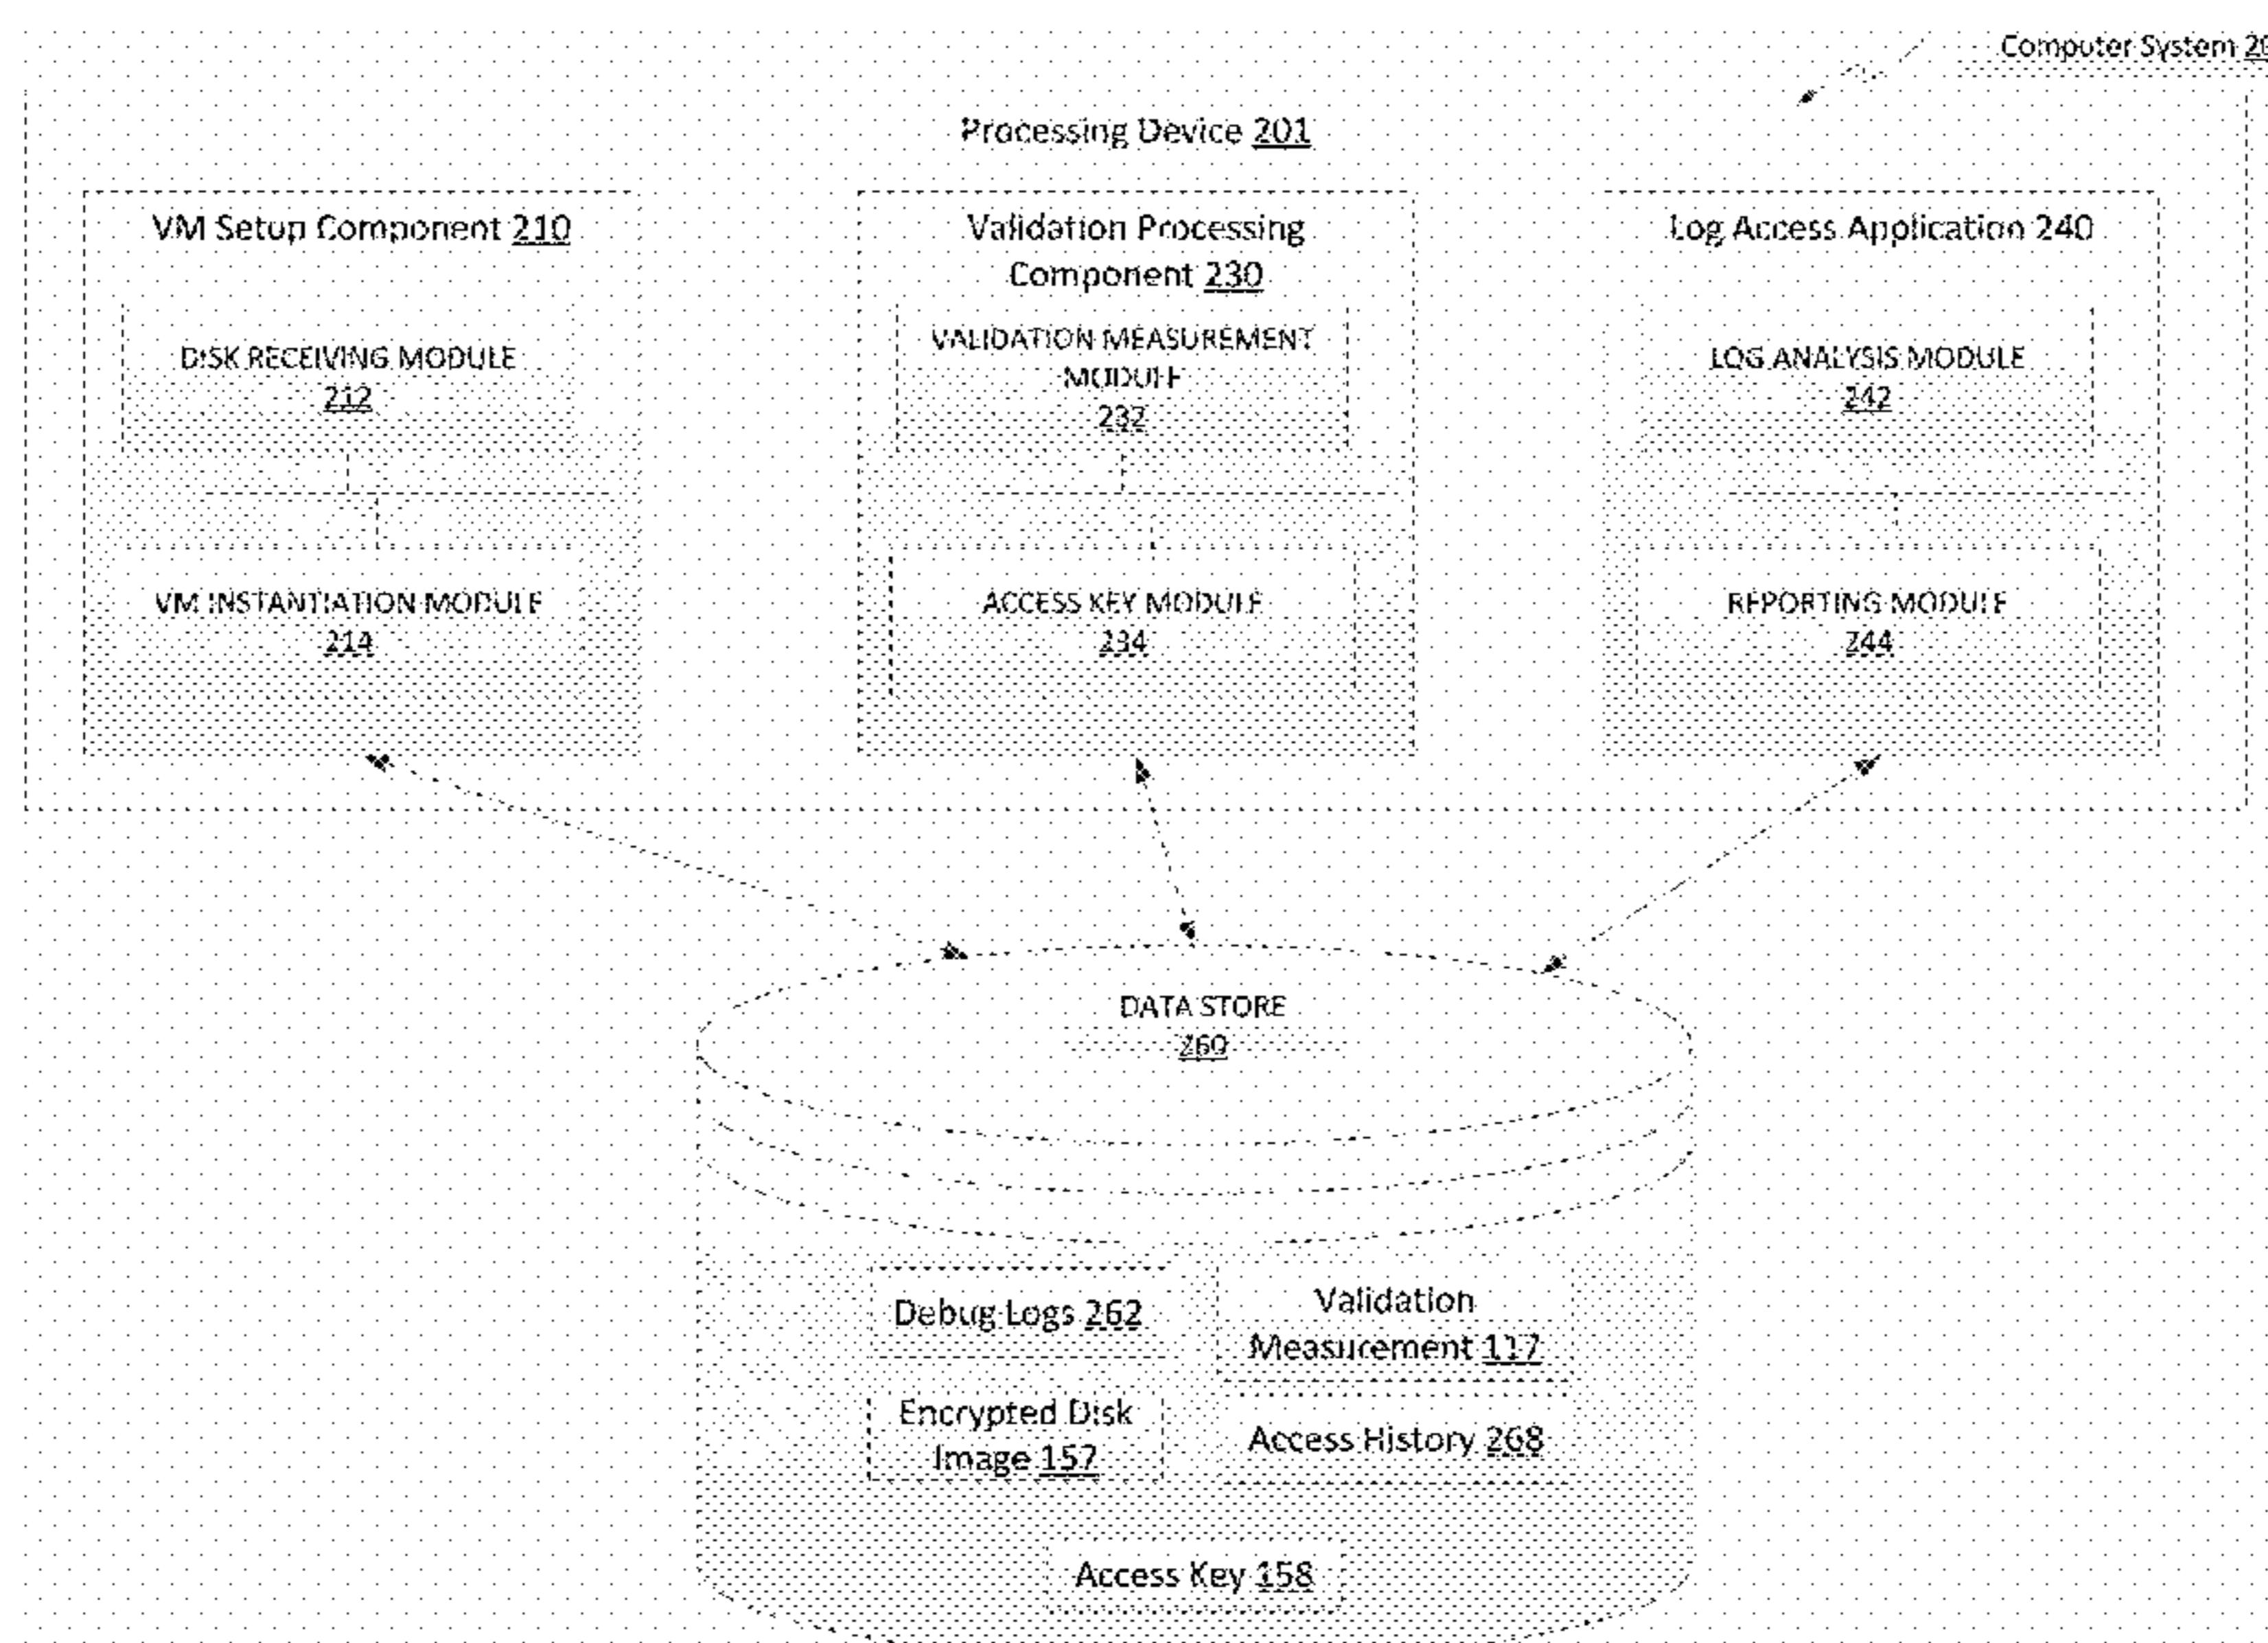 Computer System 20
Processing Device 201
VM Setup Component 210
DISK RECEIVING MODULE
212
VM INSTANTIATION MODULE
214
Validation Processing
Component 230
VALIDATION MEASUREMENT
MODULE
232
ACCESS KEY MODULE
234
Log Access Application 240
LOG ANALYSIS MODULE
242
REPORTING MODULE
244
DATA STORE
260
Debug Logs 262
Validation
Measurement 117
Encrypted Disk
Image 157
Access History 268
Access Key 158